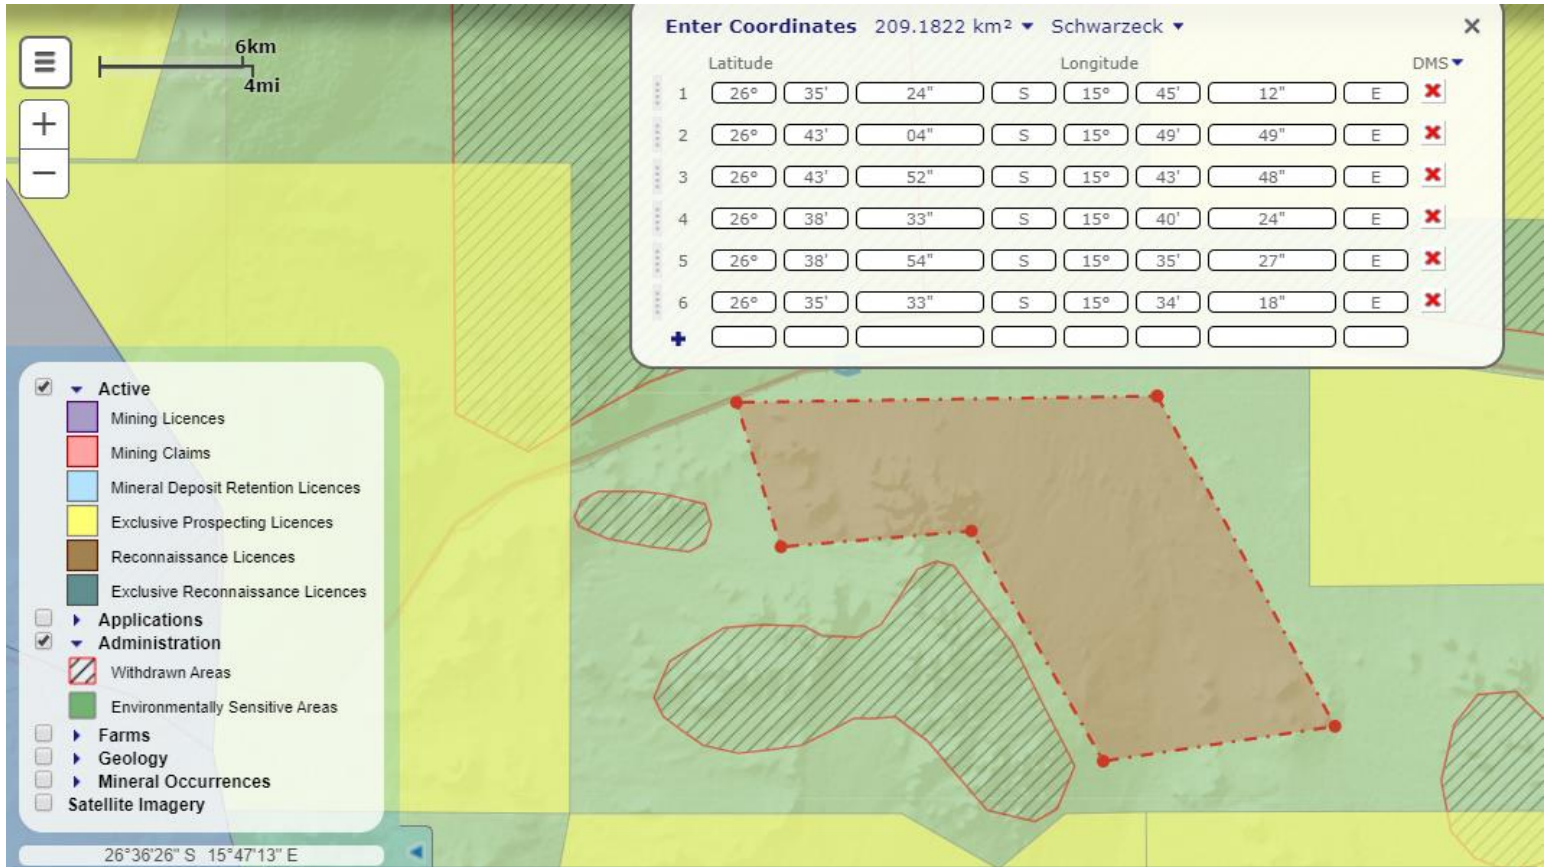 6km
4mi
+
−
Enter Coordinates 209.1822 km² Schwarzeck
Latitude Longitude DMS
1 26° 35' 24" S 15° 45' 12" E
2 26° 43' 04" S 15° 49' 49" E
3 26° 43' 52" S 15° 43' 48" E
4 26° 38' 33" S 15° 40' 24" E
5 26° 38' 54" S 15° 35' 27" E
6 26° 35' 33" S 15° 34' 18" E
Active
Mining Licences
Mining Claims
Mineral Deposit Retention Licences
Exclusive Prospecting Licences
Reconnaissance Licences
Exclusive Reconnaissance Licences
Applications
Administration
Withdrawn Areas
Environmentally Sensitive Areas
Farms
Geology
Mineral Occurrences
Satellite Imagery
26°36'26" S 15°47'13" E